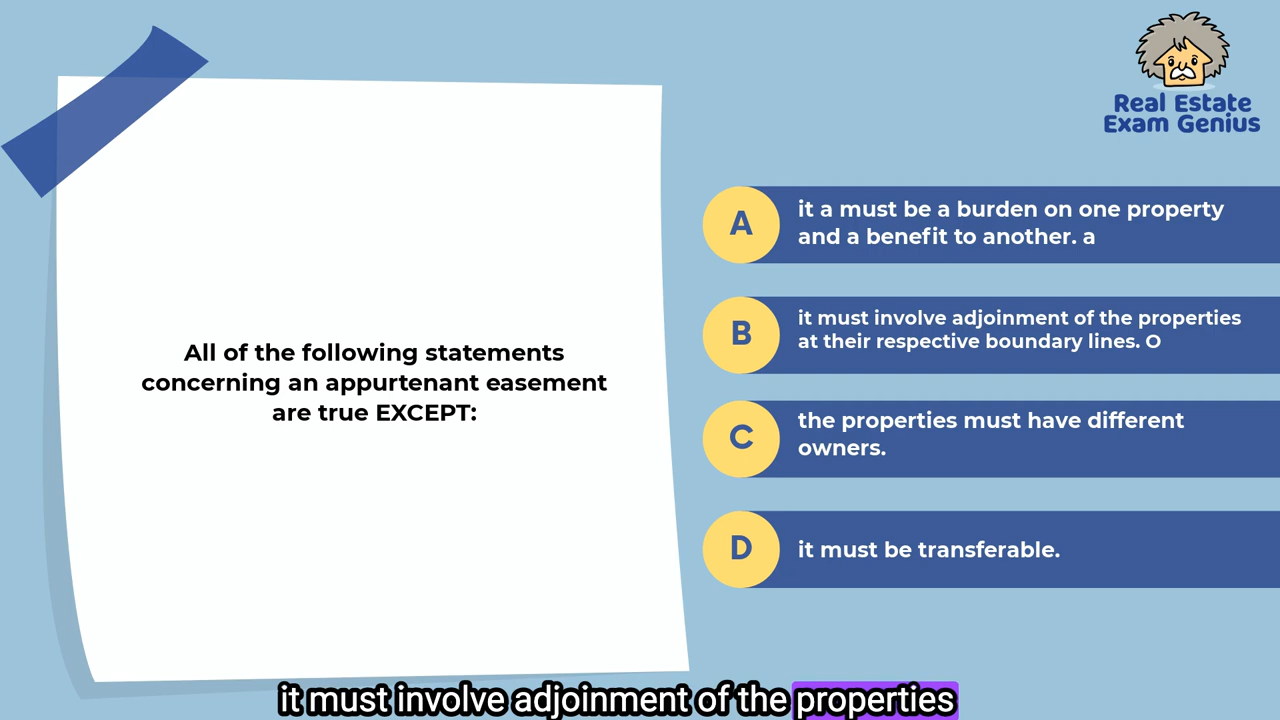 Real Estate
Exam Genius
All of the following statements
concerning an appurtenant easement
are true EXCEPT:
A
it a must be a burden on one property
and a benefit to another. a
B
it must involve adjoinment of the properties
at their respective boundary lines. O
C
the properties must have different
owners.
D
it must be transferable.
it must involve adjoinment of the properties